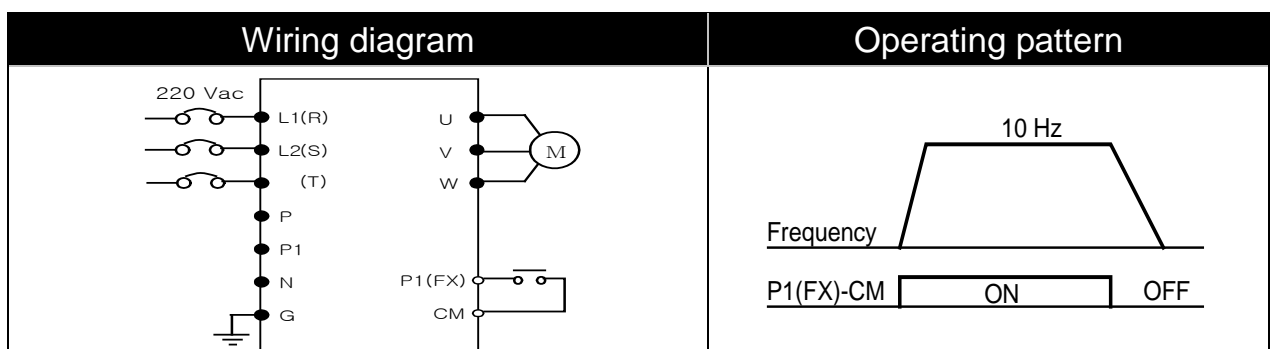 Wiring diagram
Operating pattern
220 Vac
L1(R)
L2(S)
(T)
P
P1
N
G
U
V
W
M
P1(FX)
CM
10 Hz
Frequency
P1(FX)-CM ON OFF